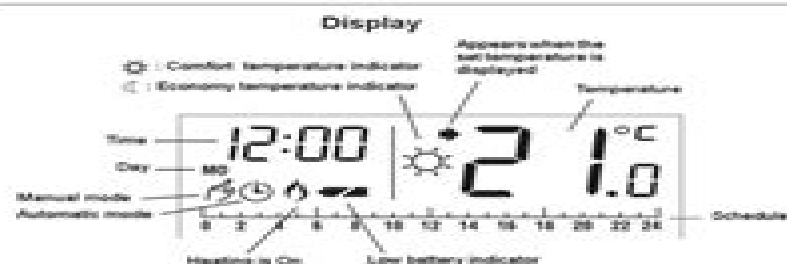 Display
☼ : Comfort temperature indicator
☾ : Economy temperature indicator
Appears when the
set temperature is
displayed
Temperature
Time
12:00
21.0 °C
Day
MO
Manual mode
Automatic mode
0 2 4 6 8 10 12 14 16 18 20 22 24
Schedule
Heating is On
Low battery indicator